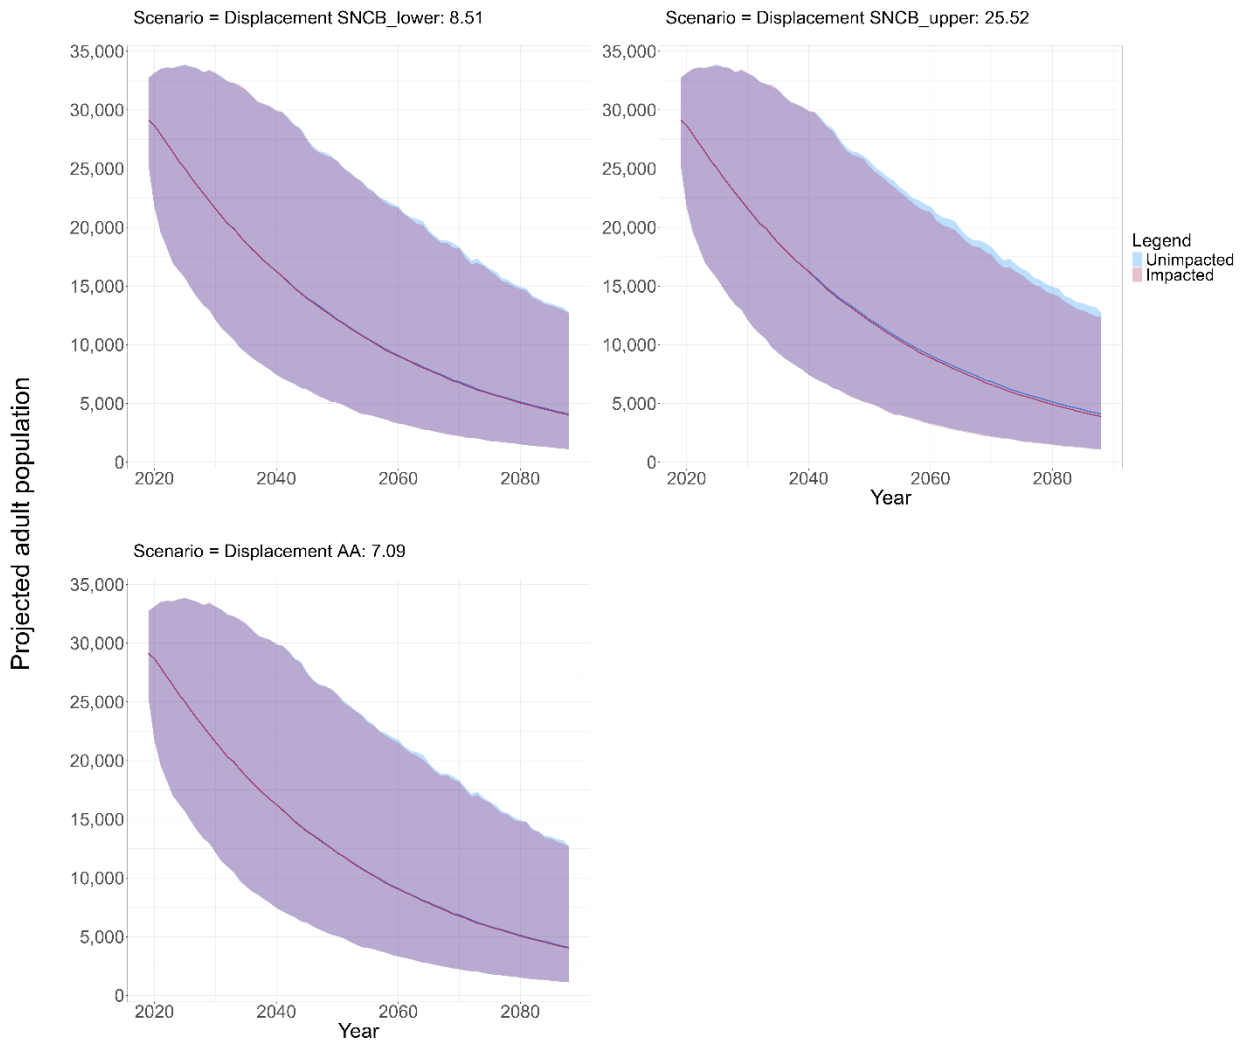 Scenario = Displacement SNCB_lower: 8.51
Scenario = Displacement SNCB_upper: 25.52
35,000
30,000
25,000
20,000
15,000
10,000
5,000
0
2020 2040 2060 2080
35,000
30,000
25,000
20,000
15,000
10,000
5,000
0
2020 2040 2060 2080
Year
Legend
Unimpacted
Impacted
Projected adult population
Scenario = Displacement AA: 7.09
35,000
30,000
25,000
20,000
15,000
10,000
5,000
0
2020 2040 2060 2080
Year